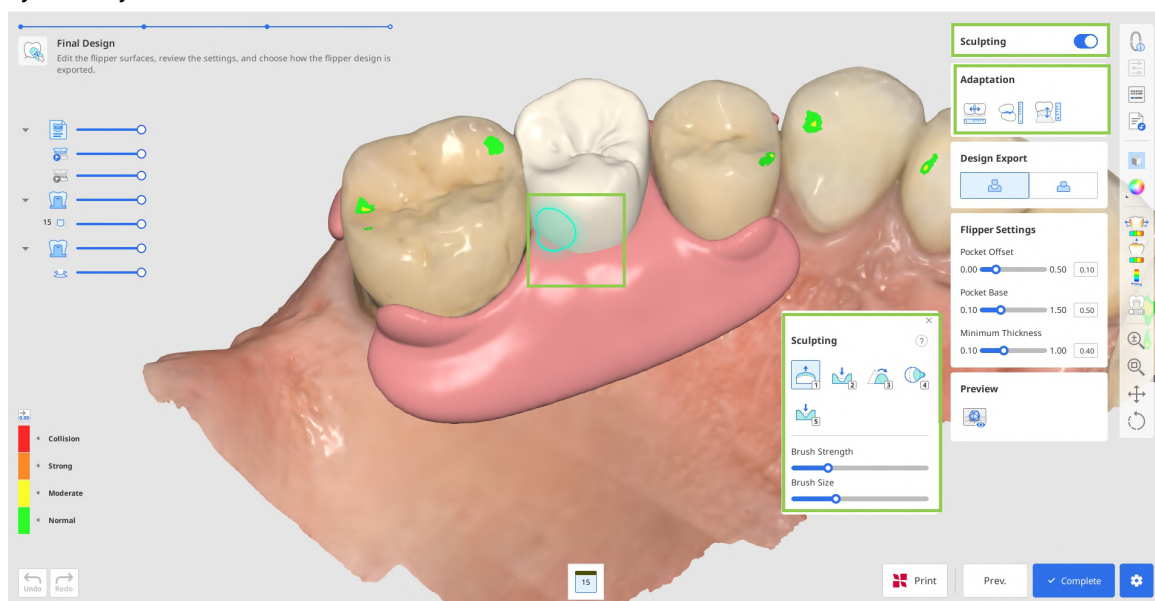 Final Design
Edit the flipper surfaces, review the settings, and choose how the flipper design is
exported.
15
0.00
Collision
Strong
Moderate
Normal
Undo
Redo
15
Sculpting
?
1
2
3
4
5
Brush Strength
Brush Size
Sculpting
Adaptation
Design Export
Flipper Settings
Pocket Offset
0.00 0.50 0.10
Pocket Base
0.10 1.50 0.50
Minimum Thickness
0.10 1.00 0.40
Preview
Print
Prev.
Complete